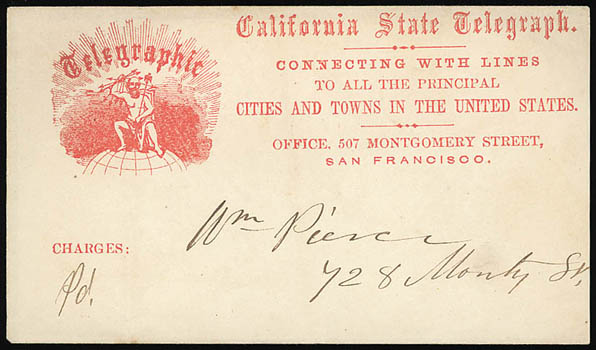 Telegraphic
California State Telegraph.
CONNECTING WITH LINES
TO ALL THE PRINCIPAL
CITIES AND TOWNS IN THE UNITED STATES.
OFFICE, 507 MONTGOMERY STREET,
SAN FRANCISCO.
Wm Pierce
728 Montg St.
CHARGES:
Pd.